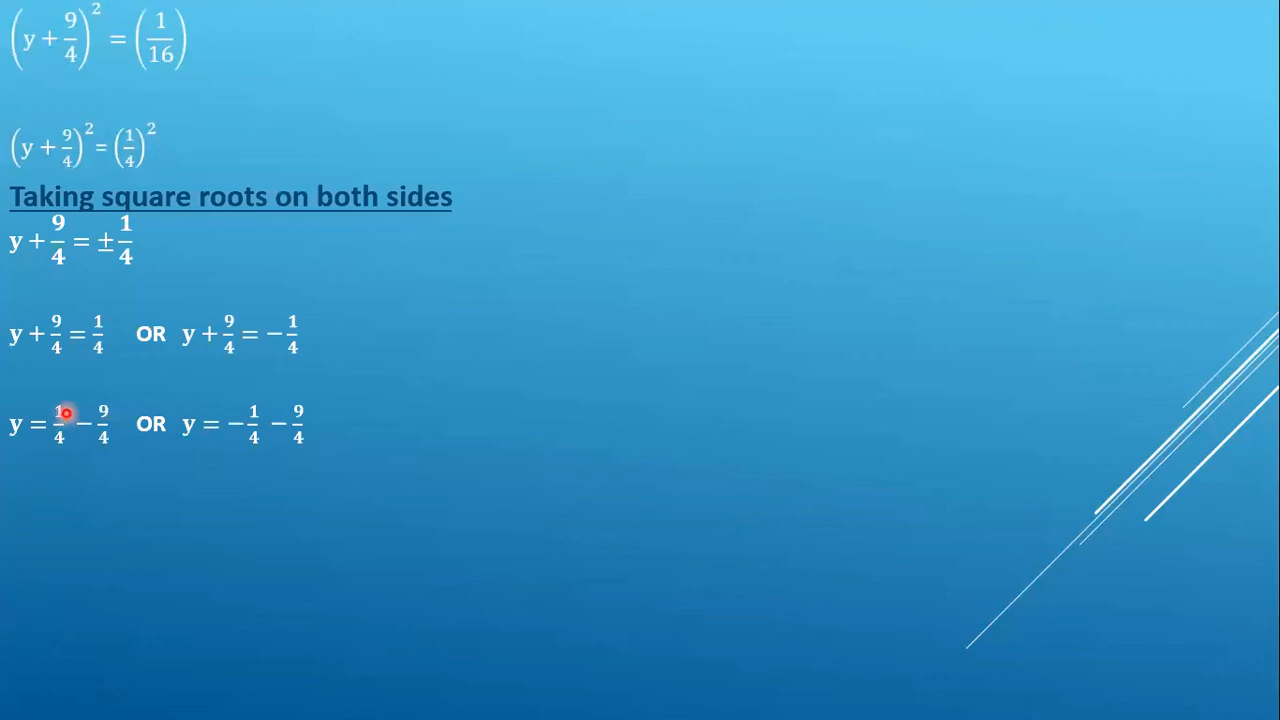 (y + 9/4)² = (1/16)
(y + 9/4)² = (1/4)²
Taking square roots on both sides
y + 9/4 = ± 1/4
y + 9/4 = 1/4 OR y + 9/4 = − 1/4
y = 1/4 − 9/4 OR y = − 1/4 − 9/4